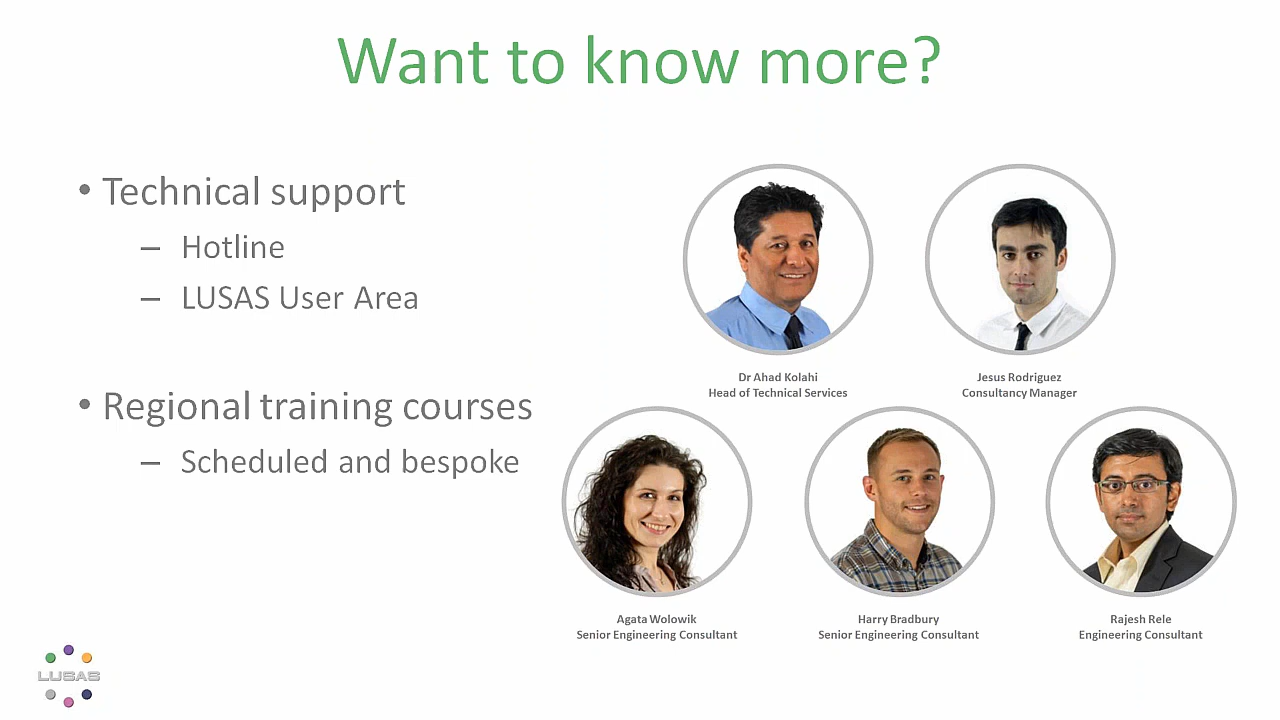 Want to know more?
• Technical support
– Hotline
– LUSAS User Area
• Regional training courses
– Scheduled and bespoke
Dr Ahad Kolahi
Head of Technical Services
Jesus Rodriguez
Consultancy Manager
Agata Wolowik
Senior Engineering Consultant
Harry Bradbury
Senior Engineering Consultant
Rajesh Rele
Engineering Consultant
LUSAS